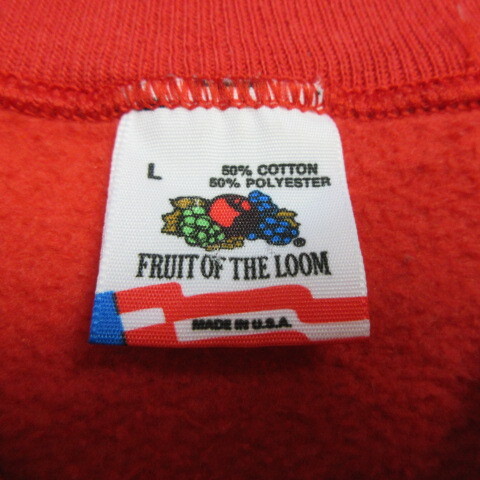 L
50% COTTON
50% POLYESTER
®
FRUIT OF THE LOOM
MADE IN U.S.A.